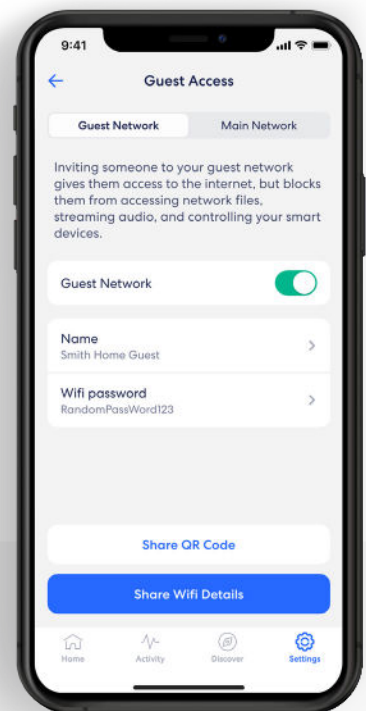 9:41
Guest Access
Guest Network
Main Network
Inviting someone to your guest network
gives them access to the internet, but blocks
them from accessing network files,
streaming audio, and controlling your smart
devices.
Guest Network
Name
Smith Home Guest
Wifi password
RandomPassWord123
Share QR Code
Share Wifi Details
Home
Activity
Discover
Settings